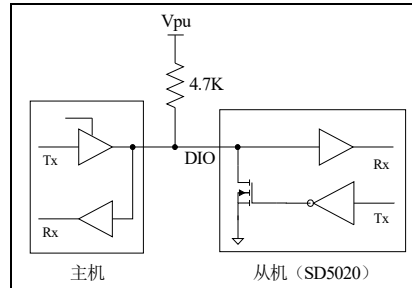 Vpu
4.7K
Tx
DIO
Rx
Rx
Tx
主机
从机（SD5020）